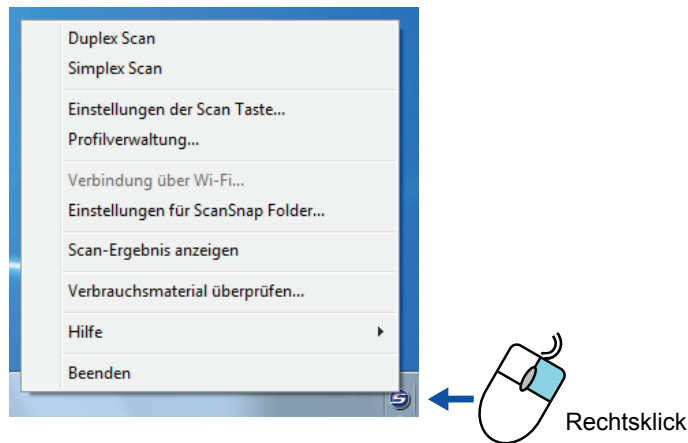 Duplex Scan
Simplex Scan
Einstellungen der Scan Taste...
Profilverwaltung...
Verbindung über Wi-Fi...
Einstellungen für ScanSnap Folder...
Scan-Ergebnis anzeigen
Verbrauchsmaterial überprüfen...
Hilfe
Beenden
Rechtsklick